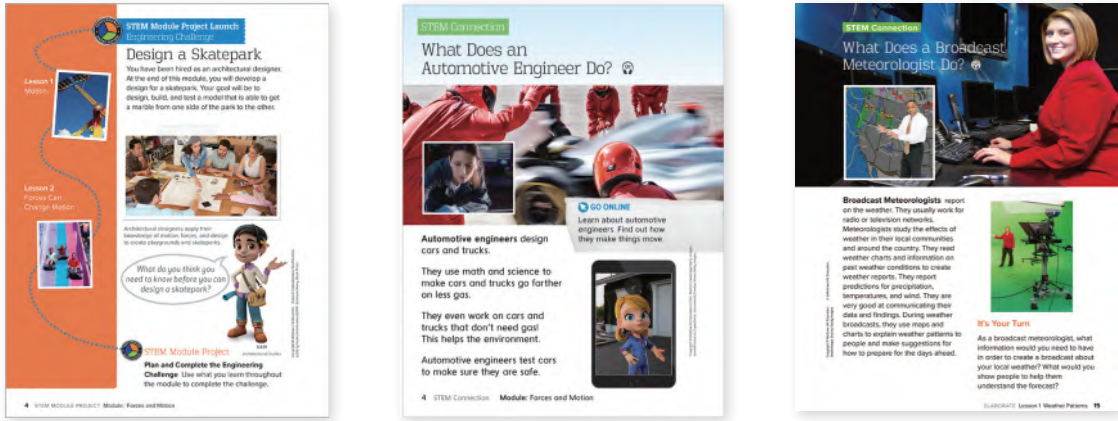 STEM Module Project Launch
Engineering Challenge
Design a Skatepark
You have been hired as an architectural designer.
At the end of this module, you will develop a
design for a skatepark. Your goal will be to
design, build, and test a model that is able to get
a marble from one side of the park to the other.
Lesson 1
Motion
Lesson 2
Forces Can
Change Motion
Architectural designers apply their
knowledge of motion, forces, and design
to create playgrounds and skateparks.
What do you think you
need to know before you can
design a skatepark?
STEM Module Project
Plan and Complete the Engineering
Challenge Use what you learn throughout
the module to complete the challenge.
4 STEM MODULE PROJECT Module: Forces and Motion
STEM Connection
What Does an
Automotive Engineer Do?
GO ONLINE
Learn about automotive
engineers. Find out how
they make things move.
Automotive engineers design
cars and trucks.
They use math and science to
make cars and trucks go farther
on less gas.
They even work on cars and
trucks that don't need gas!
This helps the environment.
Automotive engineers test cars
to make sure they are safe.
4 STEM Connection Module: Forces and Motion
STEM Connection
What Does a Broadcast
Meteorologist Do?
Broadcast Meteorologists report
on the weather. They usually work for
radio or television networks.
Meteorologists study the effects of
weather in their local communities
and around the country. They read
weather charts and information on
past weather conditions to create
weather reports. They report
predictions for precipitation,
temperatures, and wind. They are
very good at communicating their
data and findings. During weather
broadcasts, they use maps and
charts to explain weather patterns to
people and make suggestions for
how to prepare for the days ahead.
It's Your Turn
As a broadcast meteorologist, what
information would you need to have
in order to create a broadcast about
your local weather? What would you
show people to help them
understand the forecast?
ELABORATE Lesson 1 Weather Patterns 15